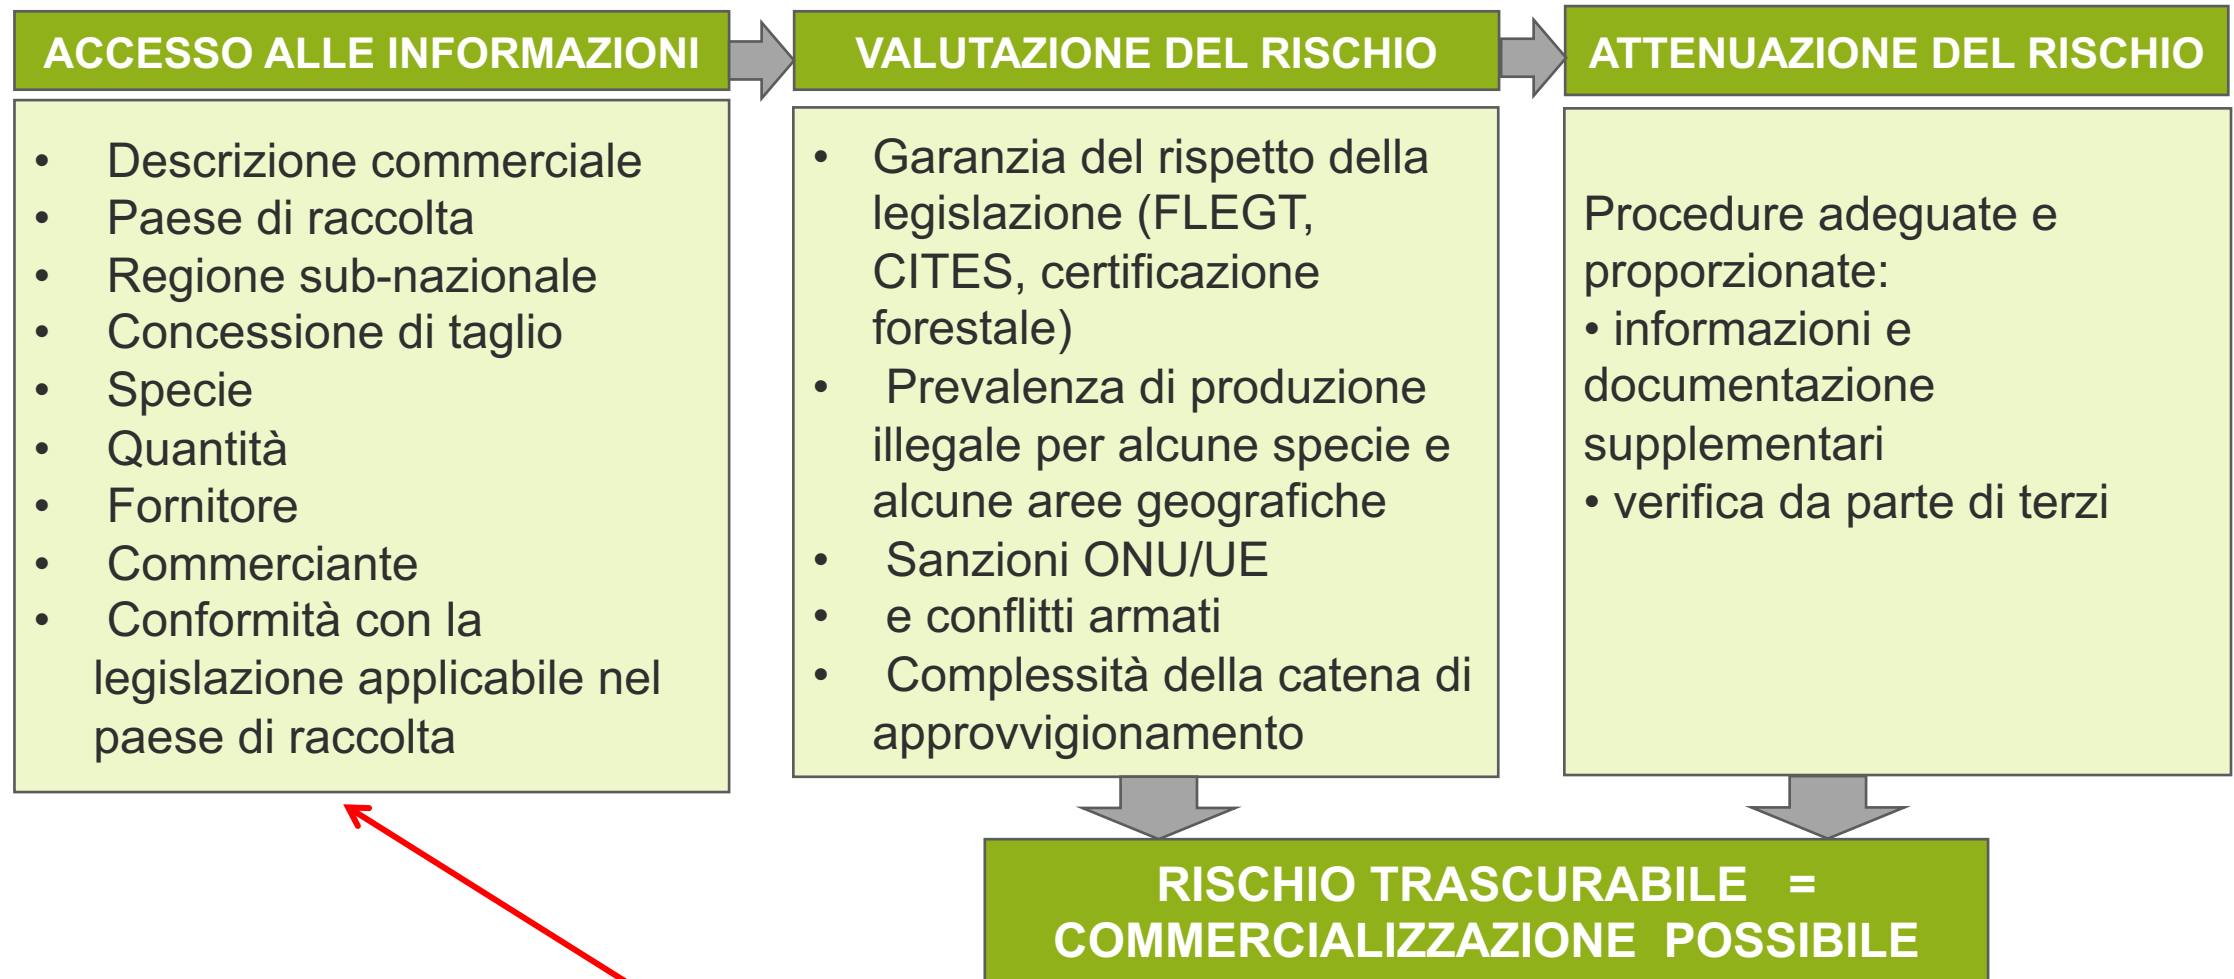 ACCESSO ALLE INFORMAZIONI
• Descrizione commerciale
• Paese di raccolta
• Regione sub-nazionale
• Concessione di taglio
• Specie
• Quantità
• Fornitore
• Commerciante
• Conformità con la
legislazione applicabile nel
paese di raccolta
VALUTAZIONE DEL RISCHIO
• Garanzia del rispetto della
legislazione (FLEGT,
CITES, certificazione
forestale)
• Prevalenza di produzione
illegale per alcune specie e
alcune aree geografiche
• Sanzioni ONU/UE
• e conflitti armati
• Complessità della catena di
approvvigionamento
ATTENUAZIONE DEL RISCHIO
Procedure adeguate e
proporzionate:
• informazioni e
documentazione
supplementari
• verifica da parte di terzi
RISCHIO TRASCURABILE =
COMMERCIALIZZAZIONE POSSIBILE